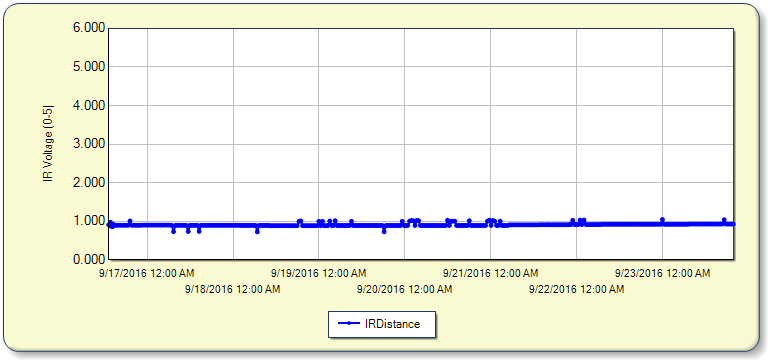 6.000
5.000
4.000
3.000
2.000
1.000
0.000
IR Voltage (0-5|
9/17/2016 12:00 AM
9/19/2016 12:00 AM
9/21/2016 12:00 AM
9/23/2016 12:00 AM
9/18/2016 12:00 AM
9/20/2016 12:00 AM
9/22/2016 12:00 AM
IRDistance